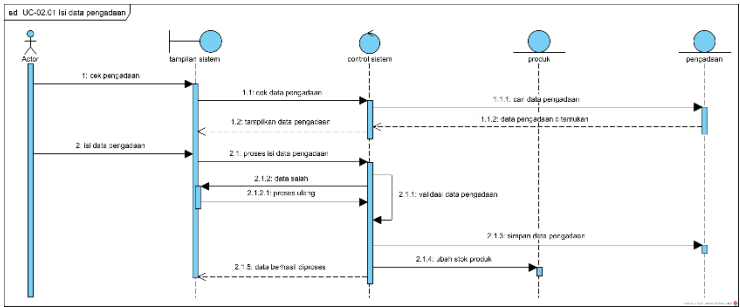 sd UC-02.01 Isi data pengadaan
Actor
tampilan sistem
control sistem
produk
pengadaan
1: cek pengadaan
1.1: cek data pengadaan
1.1.1: cari data pengadaan
1.1.2: data pengadaan ditemukan
1.2: tampilkan data pengadaan
2: isi data pengadaan
2.1: proses isi data pengadaan
2.1.2: data salah
2.1.1: validasi data pengadaan
2.1.2.1: proses ulang
2.1.3: simpan data pengadaan
2.1.4: ubah stok produk
2.1.5: data berhasil diproses